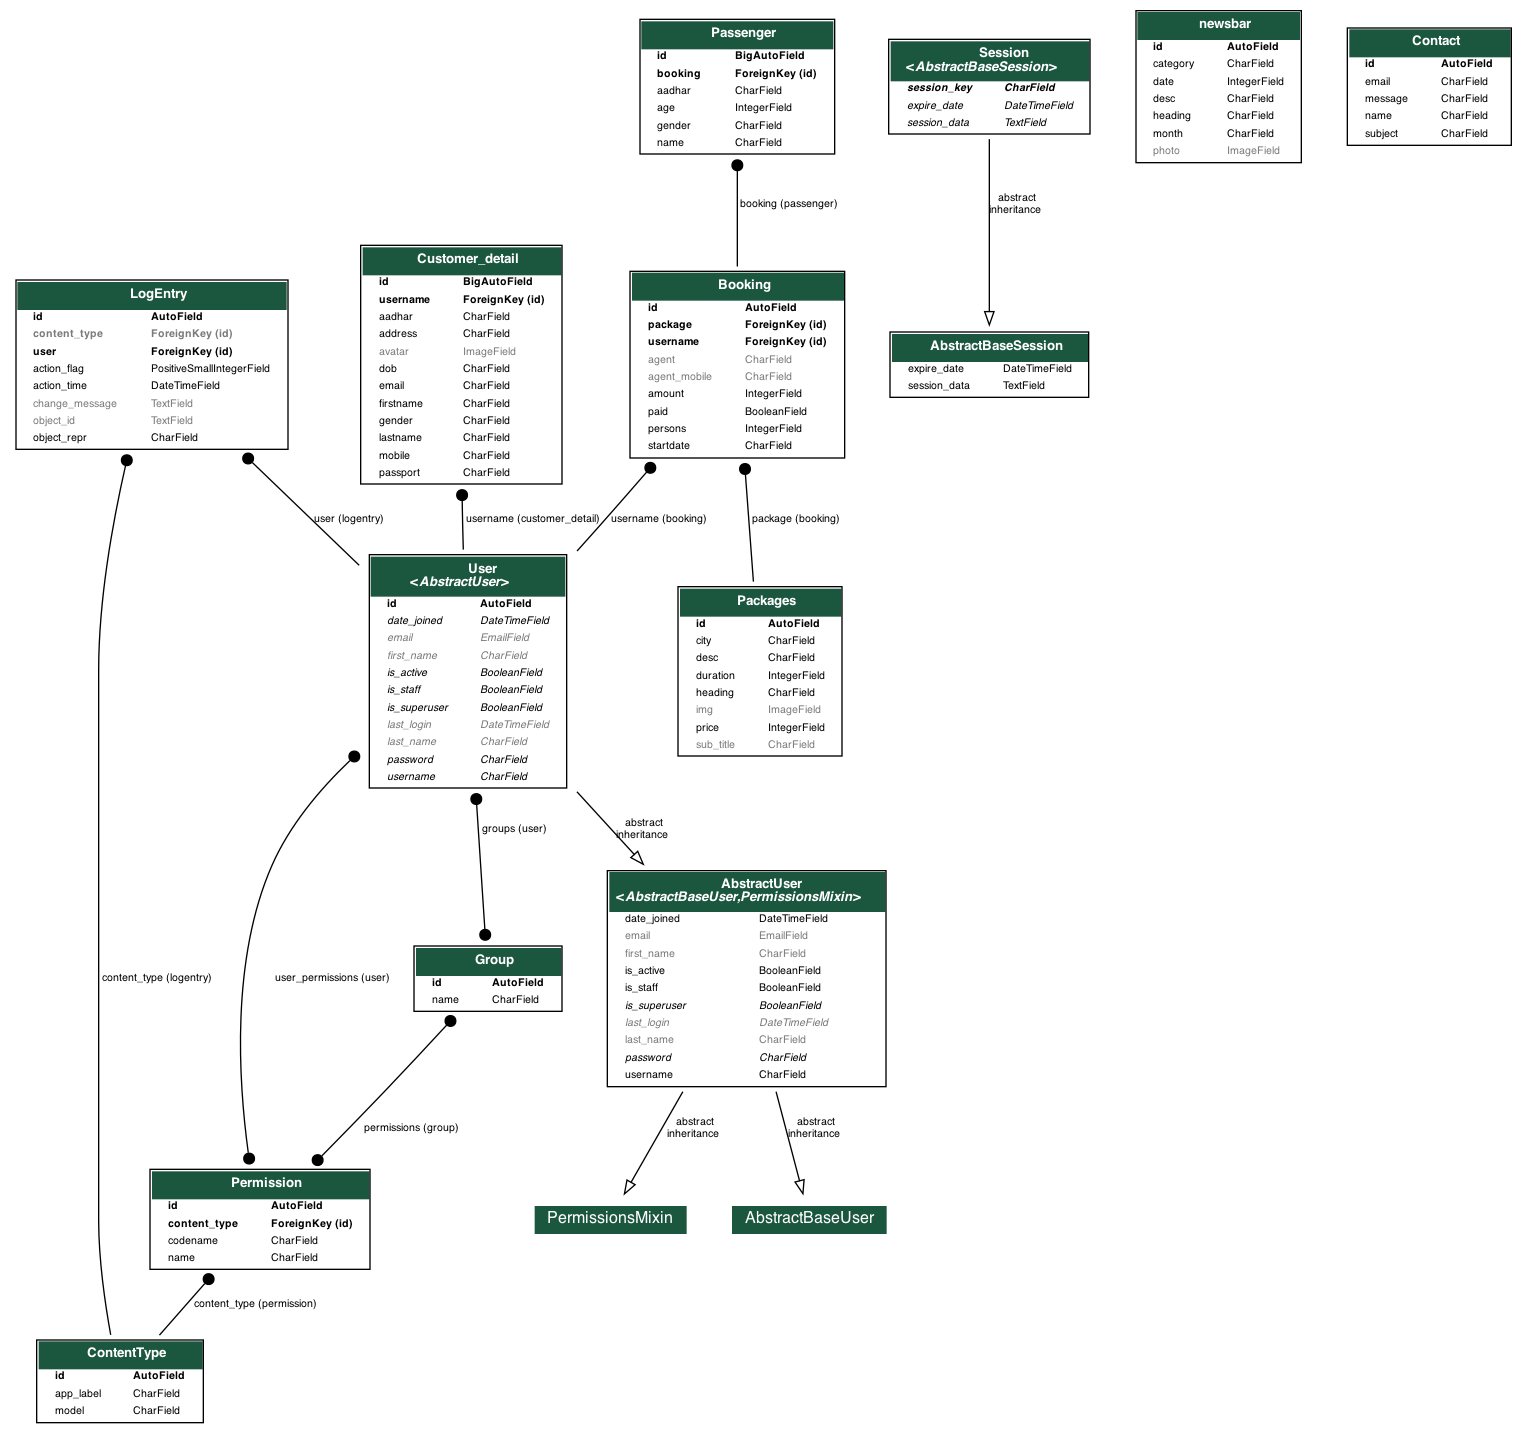 Passenger
id BigAutoField
booking ForeignKey (id)
aadhar CharField
age IntegerField
gender CharField
name CharField
Session
<AbstractBaseSession>
session_key CharField
expire_date DateTimeField
session_data TextField
newsbar
id AutoField
category CharField
date IntegerField
desc CharField
heading CharField
month CharField
photo ImageField
Contact
id AutoField
email CharField
message CharField
name CharField
subject CharField
booking (passenger)
abstract
inheritance
LogEntry
id AutoField
content_type ForeignKey (id)
user ForeignKey (id)
action_flag PositiveSmallIntegerField
action_time DateTimeField
change_message TextField
object_id TextField
object_repr CharField
Customer_detail
id BigAutoField
username ForeignKey (id)
aadhar CharField
address CharField
avatar ImageField
dob CharField
email CharField
firstname CharField
gender CharField
lastname CharField
mobile CharField
passport CharField
Booking
id AutoField
package ForeignKey (id)
username ForeignKey (id)
agent CharField
agent_mobile CharField
amount IntegerField
paid BooleanField
persons IntegerField
startdate CharField
AbstractBaseSession
expire_date DateTimeField
session_data TextField
user (logentry)
username (customer_detail)
username (booking)
package (booking)
User
<AbstractUser>
id AutoField
date_joined DateTimeField
email EmailField
first_name CharField
is_active BooleanField
is_staff BooleanField
is_superuser BooleanField
last_login DateTimeField
last_name CharField
password CharField
username CharField
Packages
id AutoField
city CharField
desc CharField
duration IntegerField
heading CharField
img ImageField
price IntegerField
sub_title CharField
groups (user)
abstract
inheritance
AbstractUser
<AbstractBaseUser,PermissionsMixin>
date_joined DateTimeField
email EmailField
first_name CharField
is_active BooleanField
is_staff BooleanField
is_superuser BooleanField
last_login DateTimeField
last_name CharField
password CharField
username CharField
content_type (logentry)
user_permissions (user)
Group
id AutoField
name CharField
permissions (group)
abstract
inheritance
abstract
inheritance
Permission
id AutoField
content_type ForeignKey (id)
codename CharField
name CharField
PermissionsMixin
AbstractBaseUser
content_type (permission)
ContentType
id AutoField
app_label CharField
model CharField